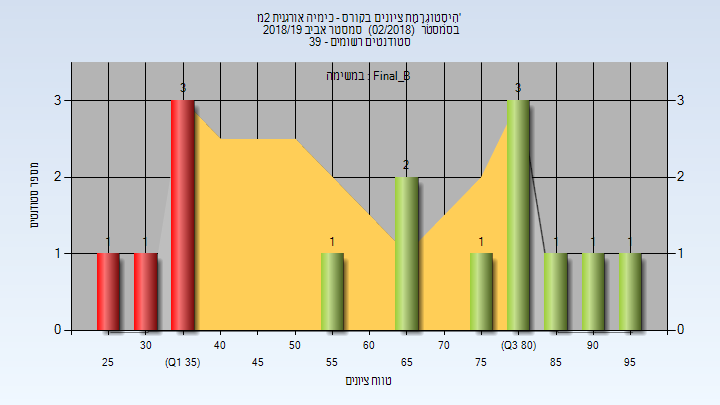 היסטוגרמת ציונים בקורס - כימיה אורגנית 2מ'
בסמסטר (02/2018) סמסטר אביב 2018/19
סטודנטים רשומים - 39
במשימה : Final_B
מספר סטודנטים
3 3
2 2
1 1
0 0
1 1 3 1 2 1 3 1 1 1
30 40 50 60 70 (Q3 80) 90
25 (Q1 35) 45 55 65 75 85 95
טווח ציונים